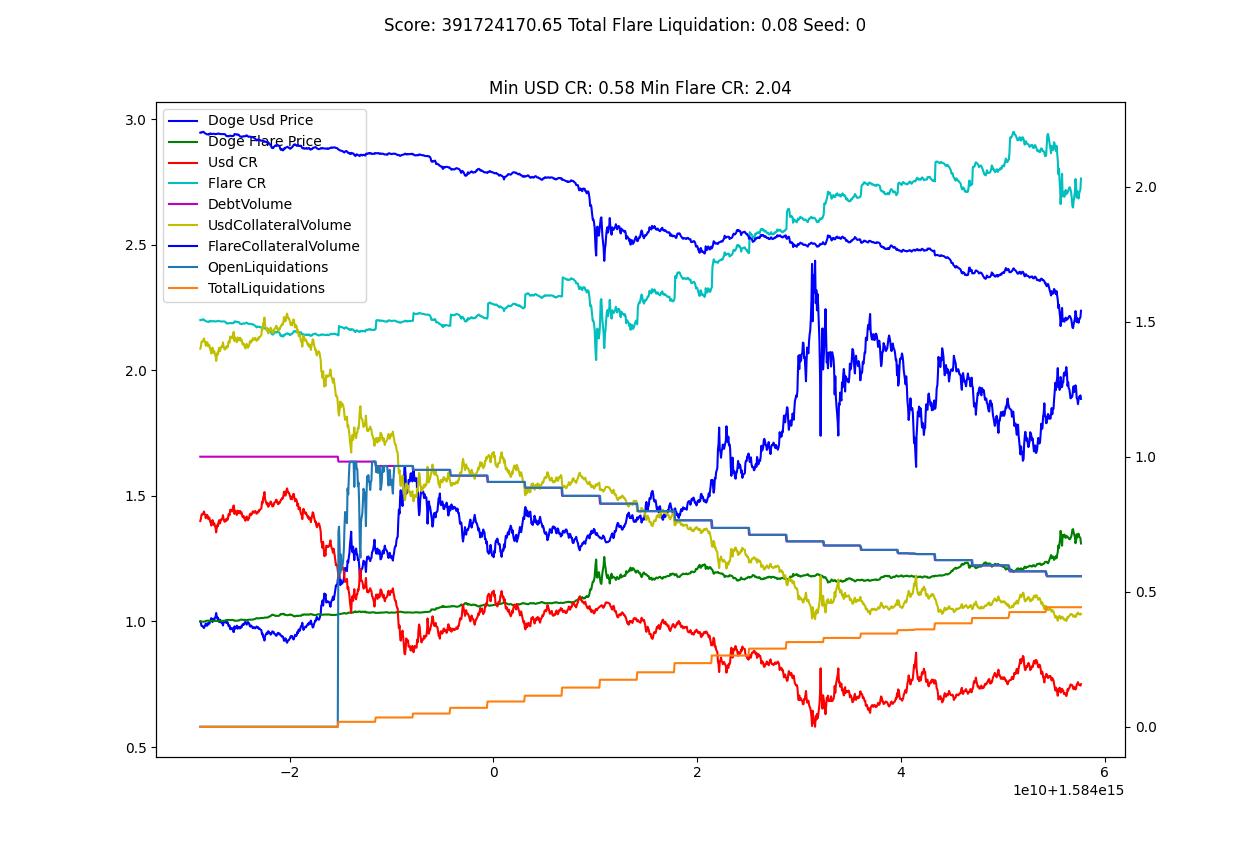 Score: 391724170.65 Total Flare Liquidation: 0.08 Seed: 0
Min USD CR: 0.58 Min Flare CR: 2.04
Doge Usd Price
Doge Flare Price
Usd CR
Flare CR
DebtVolume
UsdCollateralVolume
FlareCollateralVolume
OpenLiquidations
TotalLiquidations
3.0
2.5
2.0
1.5
1.0
0.5
2.0
1.5
1.0
0.5
0.0
−2 0 2 4 6
1e10+1.584e15